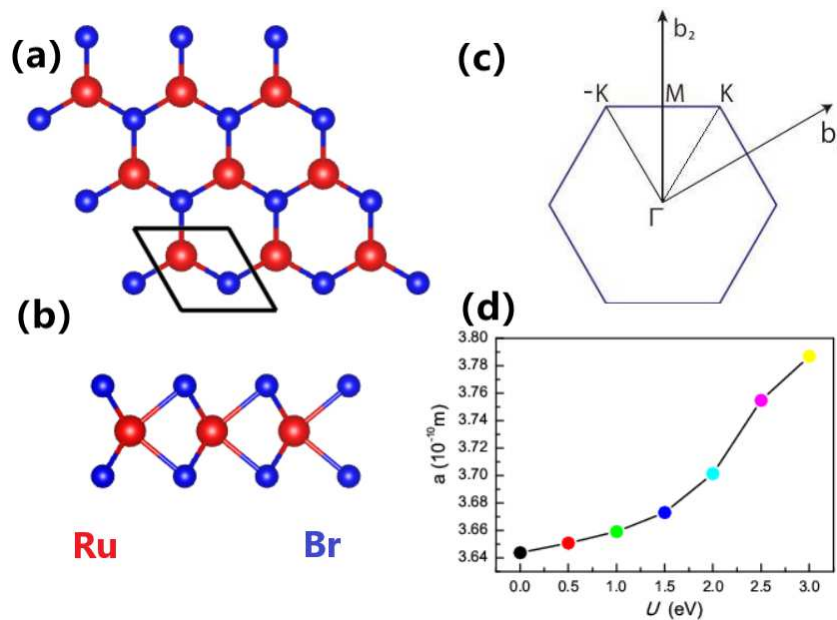 (a)
(b)
Ru Br
(c)
b₂
-K M K
b
Γ
(d)
a (10⁻¹⁰m)
3.80
3.78
3.76
3.74
3.72
3.70
3.68
3.66
3.64
0.0 0.5 1.0 1.5 2.0 2.5 3.0
U (eV)